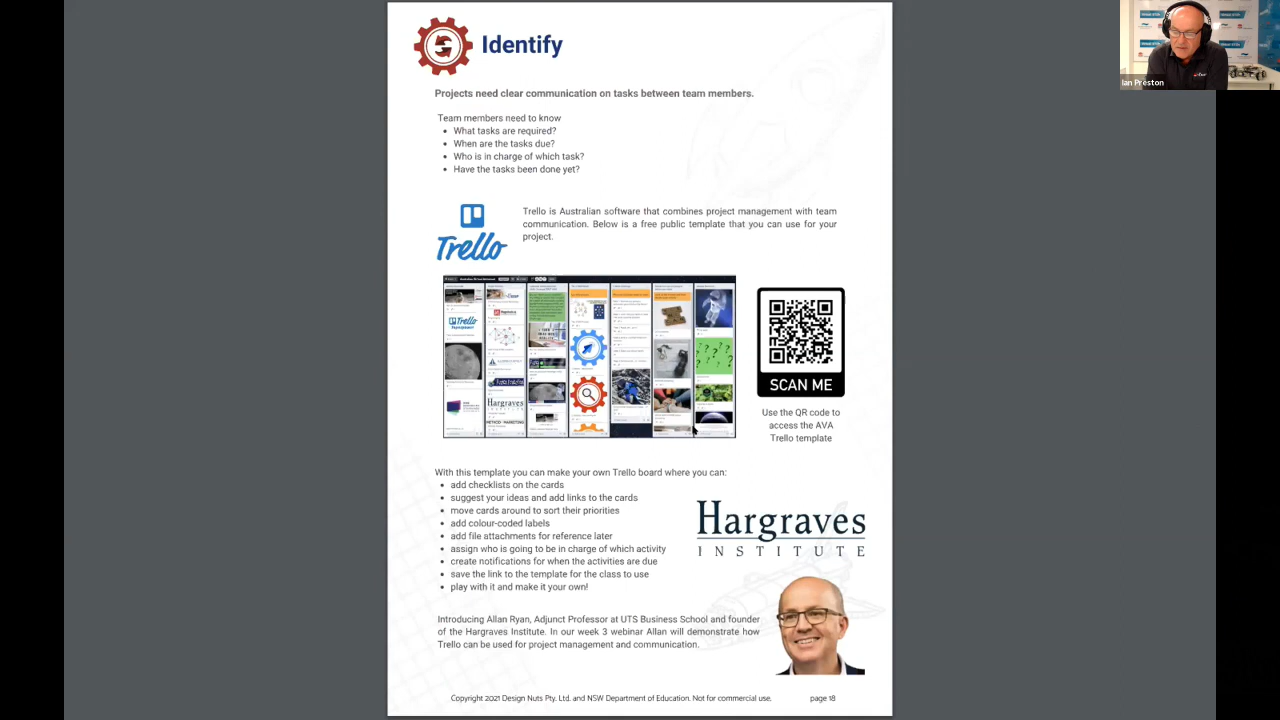 Identify
Ian Preston
Projects need clear communication on tasks between team members.
Team members need to know
• What tasks are required?
• When are the tasks due?
• Who is in charge of which task?
• Have the tasks been done yet?
Trello is Australian software that combines project management with team
communication. Below is a free public template that you can use for your
project.
Trello
Trello
Hargraves
SCAN ME
Use the QR code to
access the AVA
Trello template
With this template you can make your own Trello board where you can:
• add checklists on the cards
• suggest your ideas and add links to the cards
• move cards around to sort their priorities
• add colour-coded labels
• add file attachments for reference later
• assign who is going to be in charge of which activity
• create notifications for when the activities are due
• save the link to the template for the class to use
• play with it and make it your own!
Hargraves
INSTITUTE
Introducing Allan Ryan, Adjunct Professor at UTS Business School and founder
of the Hargraves Institute. In our week 3 webinar Allan will demonstrate how
Trello can be used for project management and communication.
Copyright 2021 Design Nuts Pty. Ltd. and NSW Department of Education. Not for commercial use.
page 18